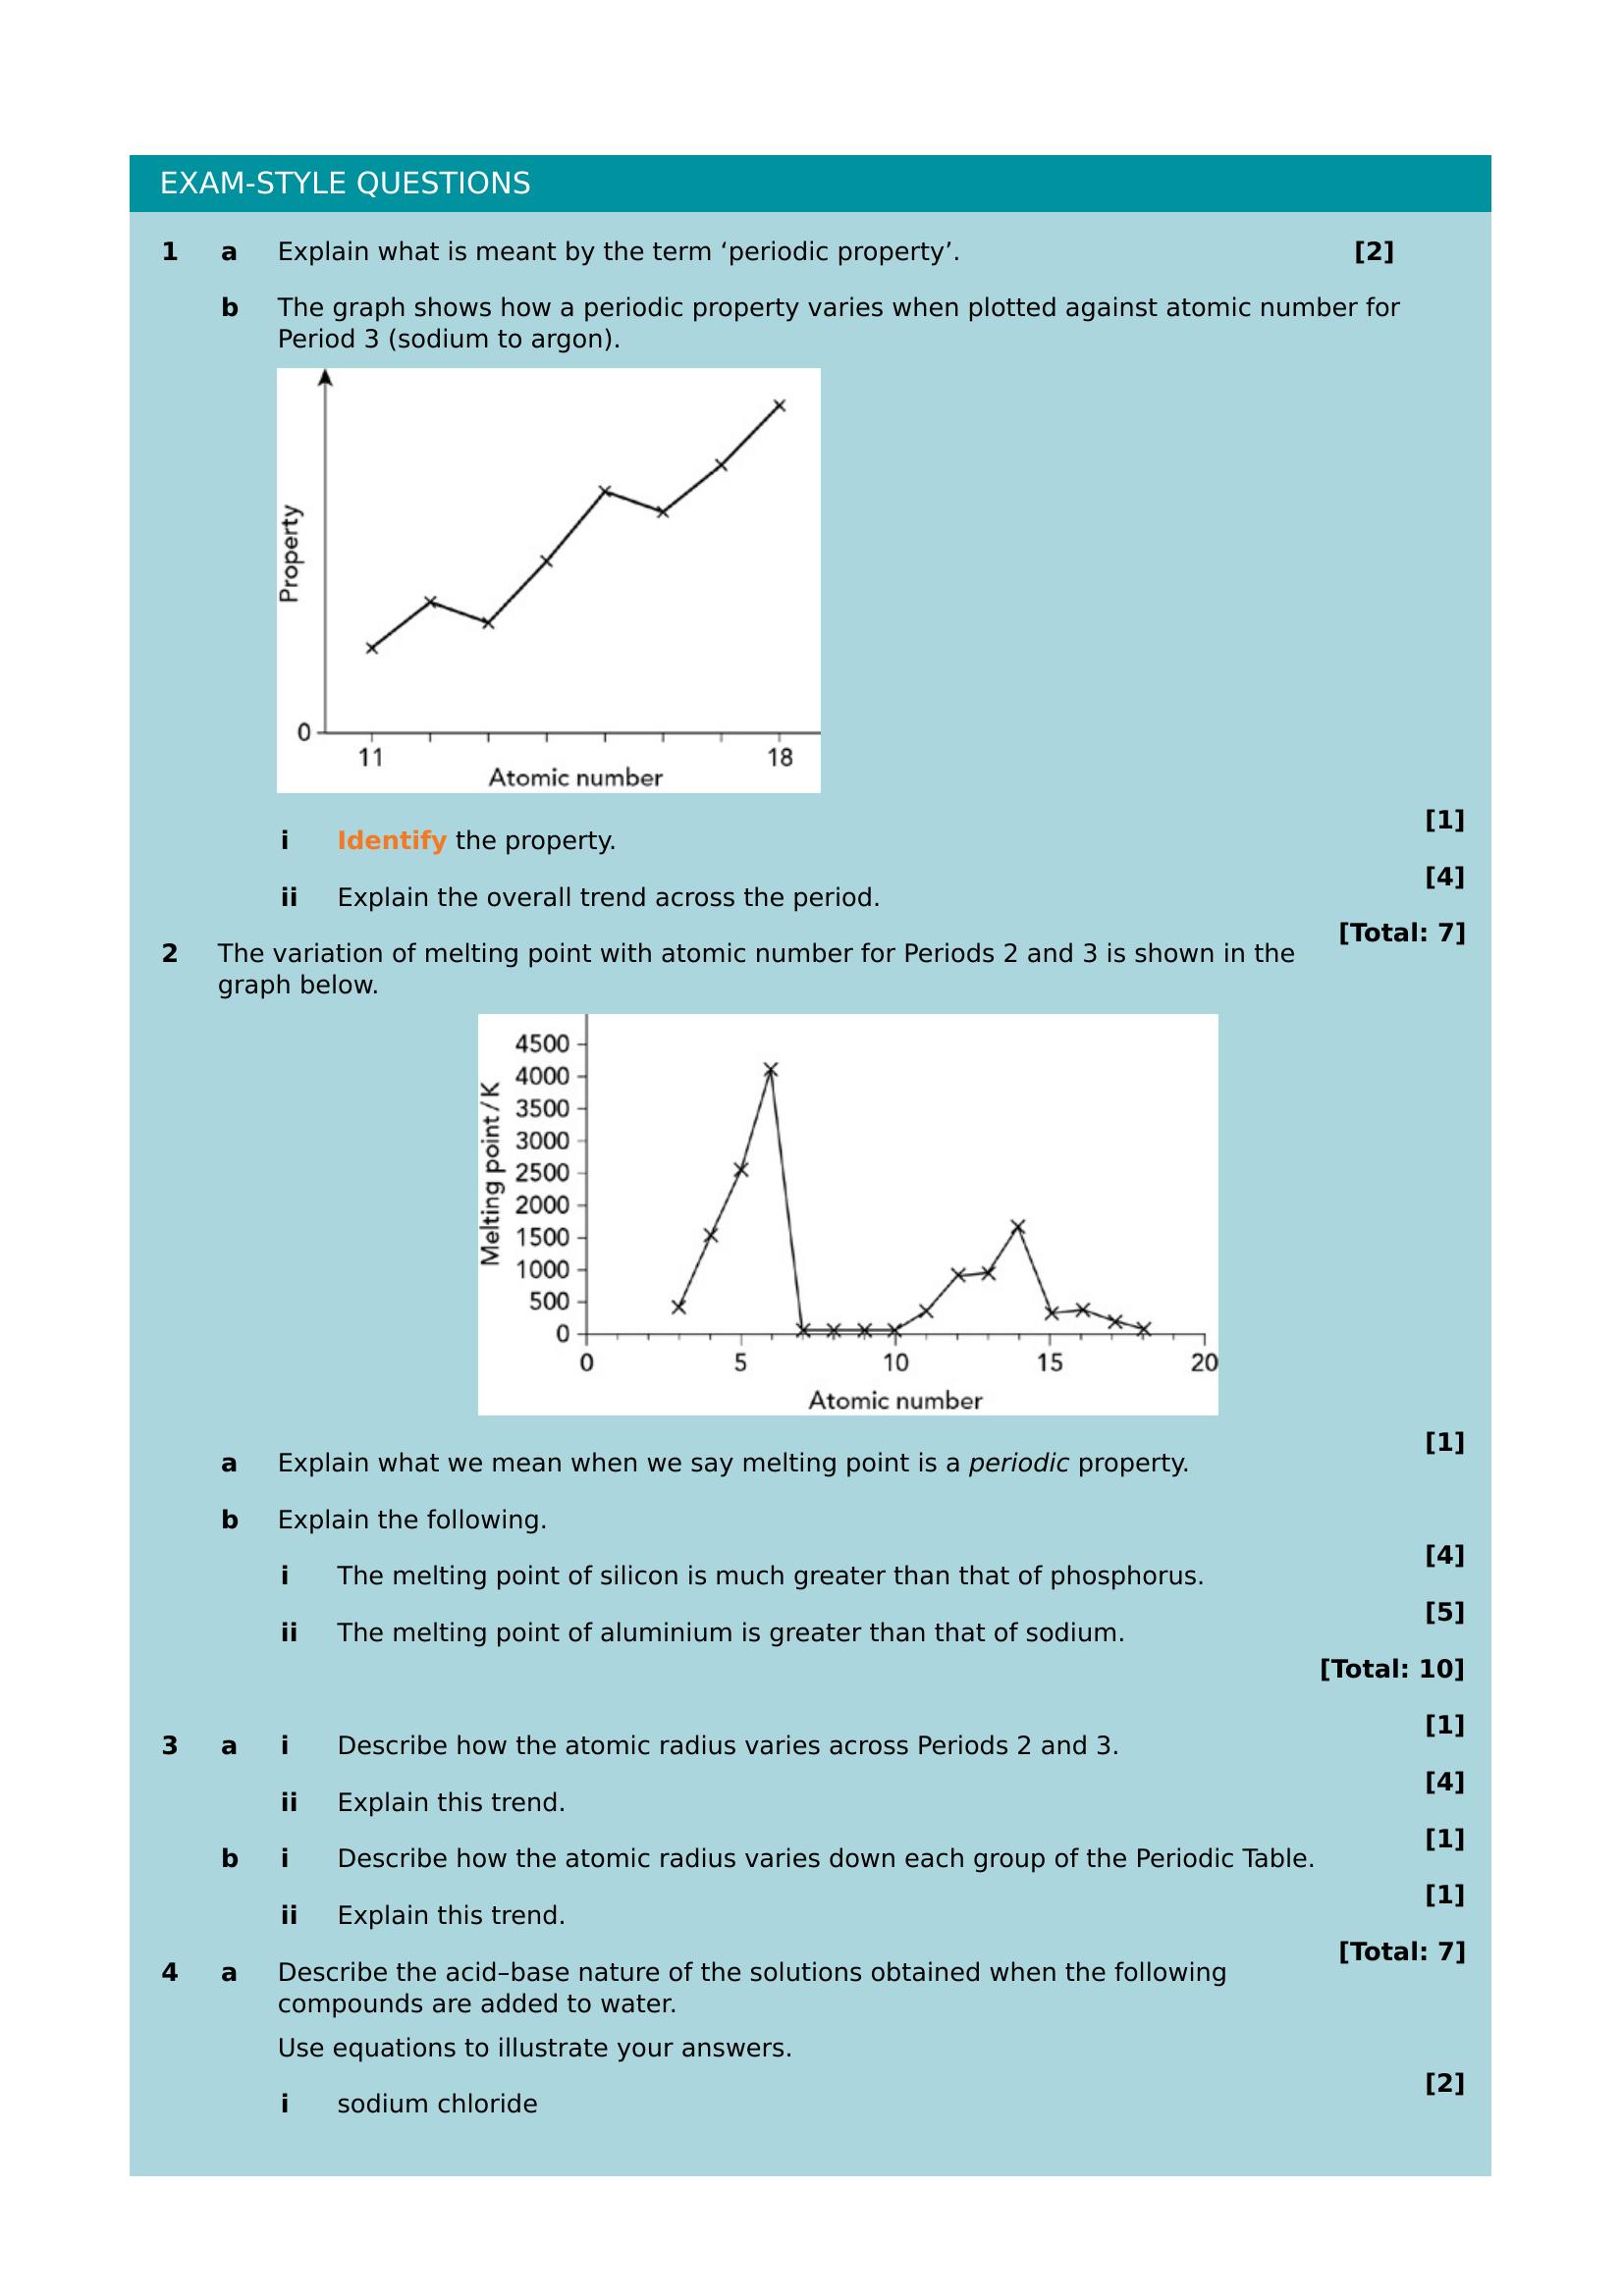 EXAM-STYLE QUESTIONS
1 a Explain what is meant by the term ‘periodic property’. [2]
b The graph shows how a periodic property varies when plotted against atomic number for
Period 3 (sodium to argon).
Property
0
11 18
Atomic number
[1]
i Identify the property.
[4]
ii Explain the overall trend across the period.
[Total: 7]
2 The variation of melting point with atomic number for Periods 2 and 3 is shown in the
graph below.
Melting point/K
4500
4000
3500
3000
2500
2000
1500
1000
500
0
0 5 10 15 20
Atomic number
[1]
a Explain what we mean when we say melting point is a periodic property.
b Explain the following.
[4]
i The melting point of silicon is much greater than that of phosphorus.
[5]
ii The melting point of aluminium is greater than that of sodium.
[Total: 10]
[1]
3 a i Describe how the atomic radius varies across Periods 2 and 3.
[4]
ii Explain this trend.
[1]
b i Describe how the atomic radius varies down each group of the Periodic Table.
[1]
ii Explain this trend.
[Total: 7]
4 a Describe the acid–base nature of the solutions obtained when the following
compounds are added to water.
Use equations to illustrate your answers.
[2]
i sodium chloride